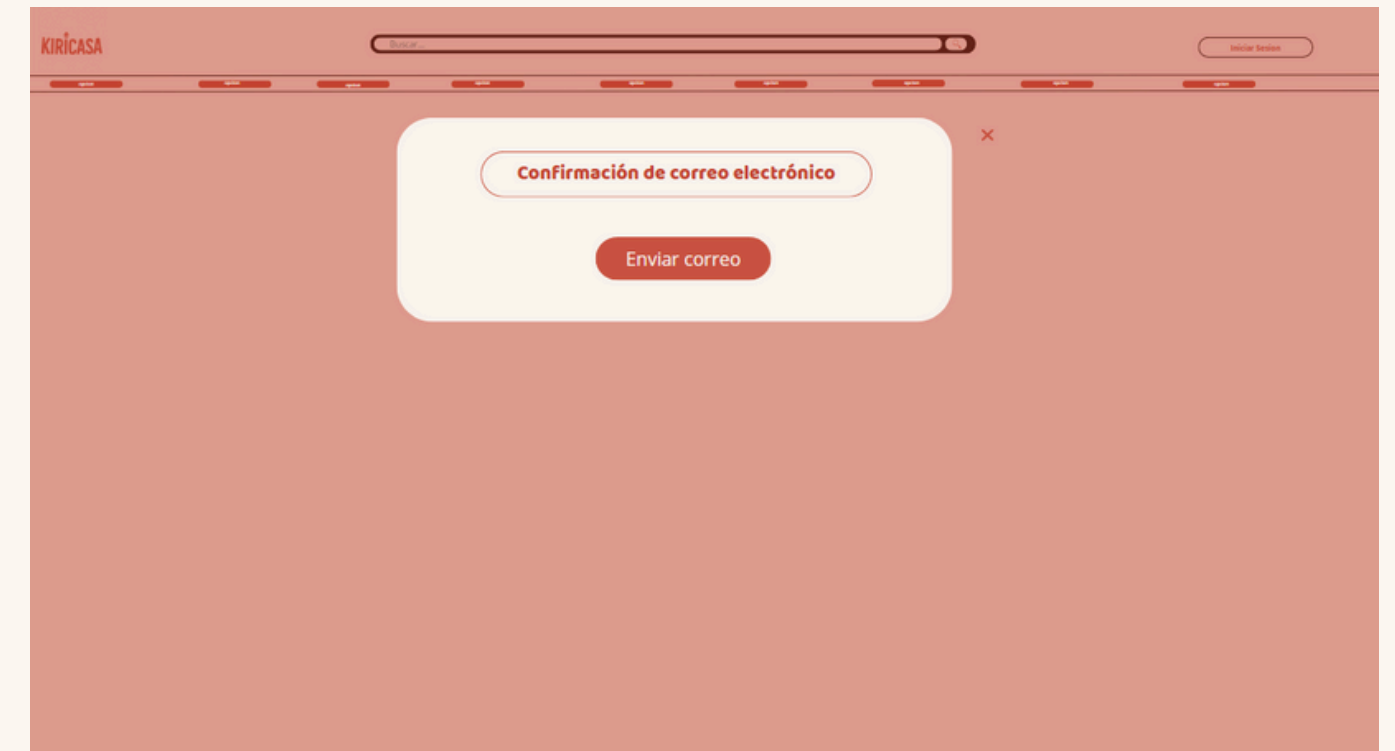 KIRICASA
Buscar...
Iniciar Sesion
Confirmación de correo electrónico
Enviar correo